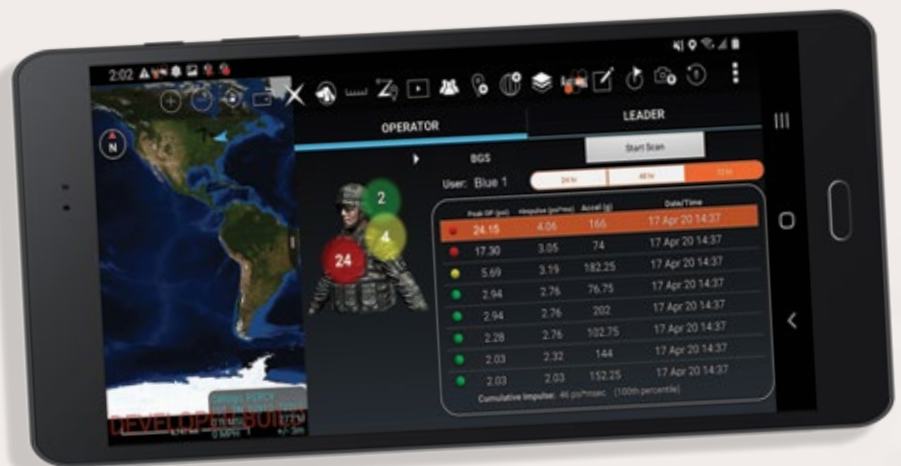 2:02
N
OPERATOR
LEADER
BGS
Start Scan
User: Blue 1
24 hr
48 hr
72 hr
2
4
24
Peak OP (psi) Impulse (psi*ms) Accel (g) Date/Time
24.15 4.06 166 17 Apr 20 14:37
17.30 3.05 74 17 Apr 20 14:37
5.69 3.19 182.25 17 Apr 20 14:37
2.94 2.76 76.75 17 Apr 20 14:37
2.94 2.76 202 17 Apr 20 14:37
2.28 2.76 102.75 17 Apr 20 14:37
2.03 2.32 144 17 Apr 20 14:37
2.03 2.03 152.25 17 Apr 20 14:37
Cumulative Impulse: 46 psi*msec (100th percentile)
DEVELOPER BUILD
0 MPH
+/- 3m